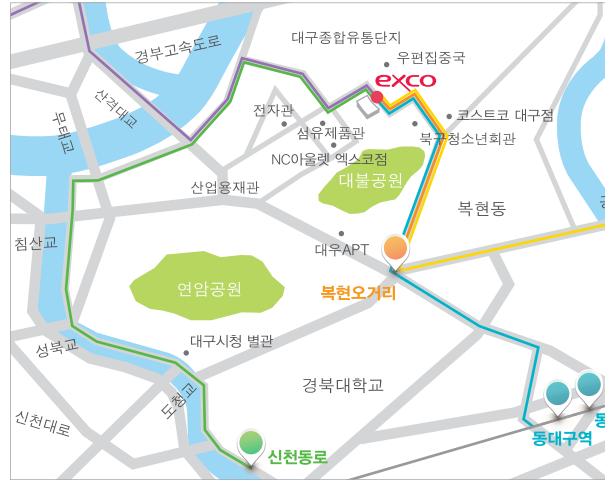 대구종합유통단지
경부고속도로
우편집중국
exco
산격대교
전자관
코스트코 대구점
무태교
섬유제품관
북구청소년회관
NC아울렛 엑스코점
대불공원
산업용재관
복현동
침산교
대우APT
연암공원
복현오거리
대구시청 별관
성북교
경북대학교
도청교
신천대로
동대구역
신천동로